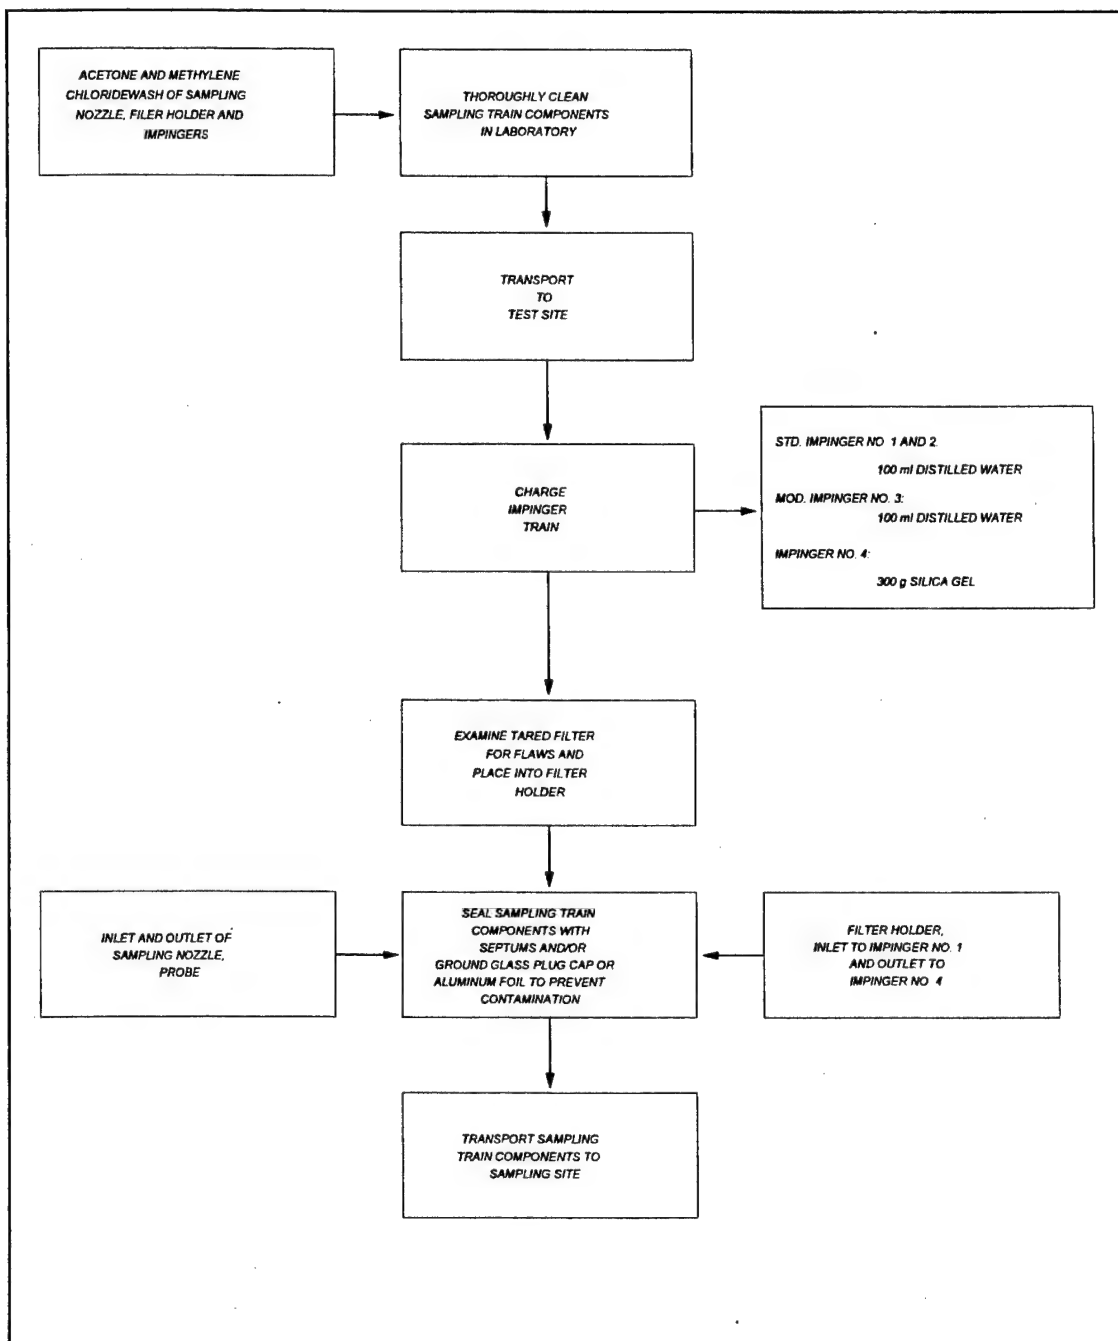 ACETONE AND METHYLENE
CHLORIDEWASH OF SAMPLING
NOZZLE, FILER HOLDER AND
IMPINGERS
THOROUGHLY CLEAN
SAMPLING TRAIN COMPONENTS
IN LABORATORY
TRANSPORT
TO
TEST SITE
CHARGE
IMPINGER
TRAIN
STD. IMPINGER NO 1 AND 2.
100 ml DISTILLED WATER
MOD. IMPINGER NO. 3:
100 ml DISTILLED WATER
IMPINGER NO. 4:
300 g SILICA GEL
EXAMINE TARED FILTER
FOR FLAWS AND
PLACE INTO FILTER
HOLDER
INLET AND OUTLET OF
SAMPLING NOZZLE,
PROBE
SEAL SAMPLING TRAIN
COMPONENTS WITH
SEPTUMS AND/OR
GROUND GLASS PLUG CAP OR
ALUMINUM FOIL TO PREVENT
CONTAMINATION
FILTER HOLDER,
INLET TO IMPINGER NO. 1
AND OUTLET TO
IMPINGER NO 4
TRANSPORT SAMPLING
TRAIN COMPONENTS TO
SAMPLING SITE